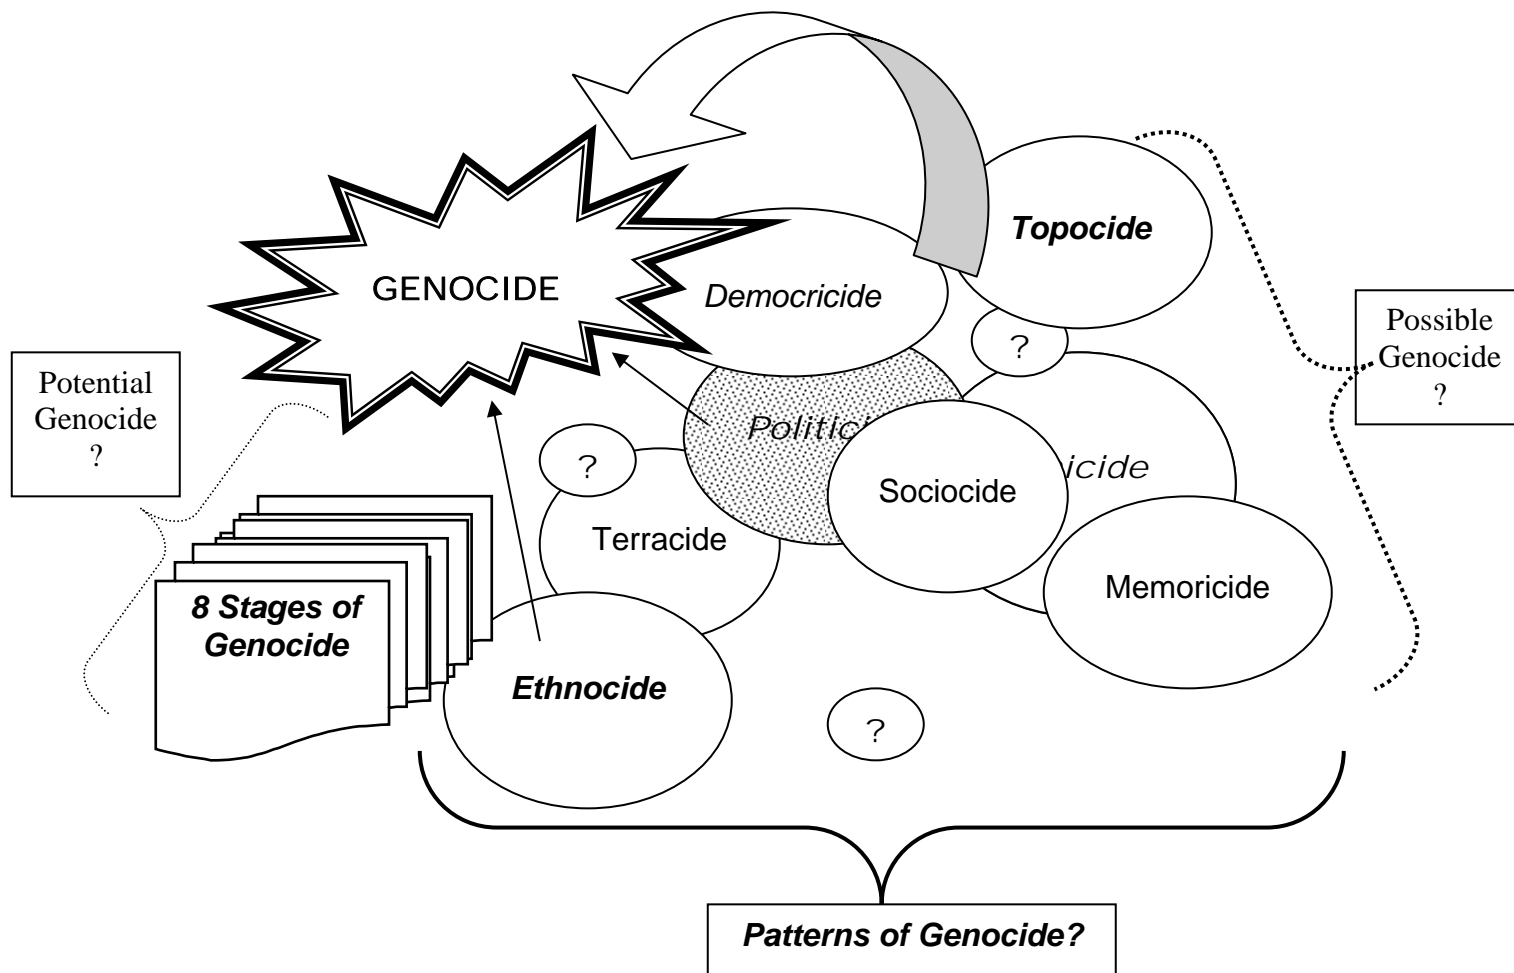 Topocide
GENOCIDE
Democricide
Possible
Genocide
?
?
Potential
Genocide
?
?
Sociocide
Terracide
Memoricide
8 Stages of
Genocide
Ethnocide
?
Patterns of Genocide?